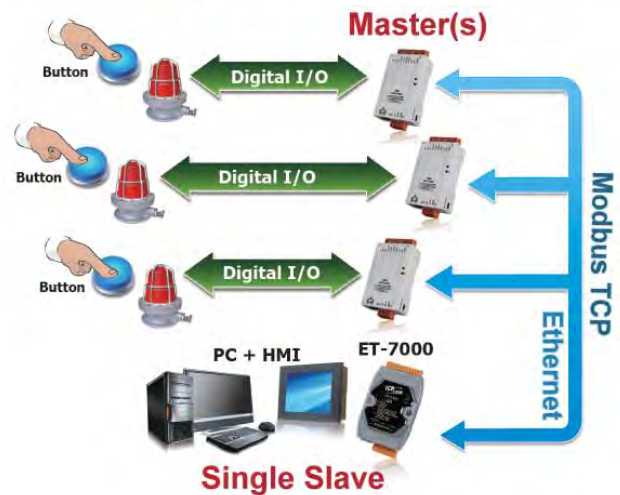 Master(s)
Button
Digital I/O
Button
Digital I/O
Button
Digital I/O
Modbus TCP
Ethernet
PC + HMI
ET-7000
Single Slave